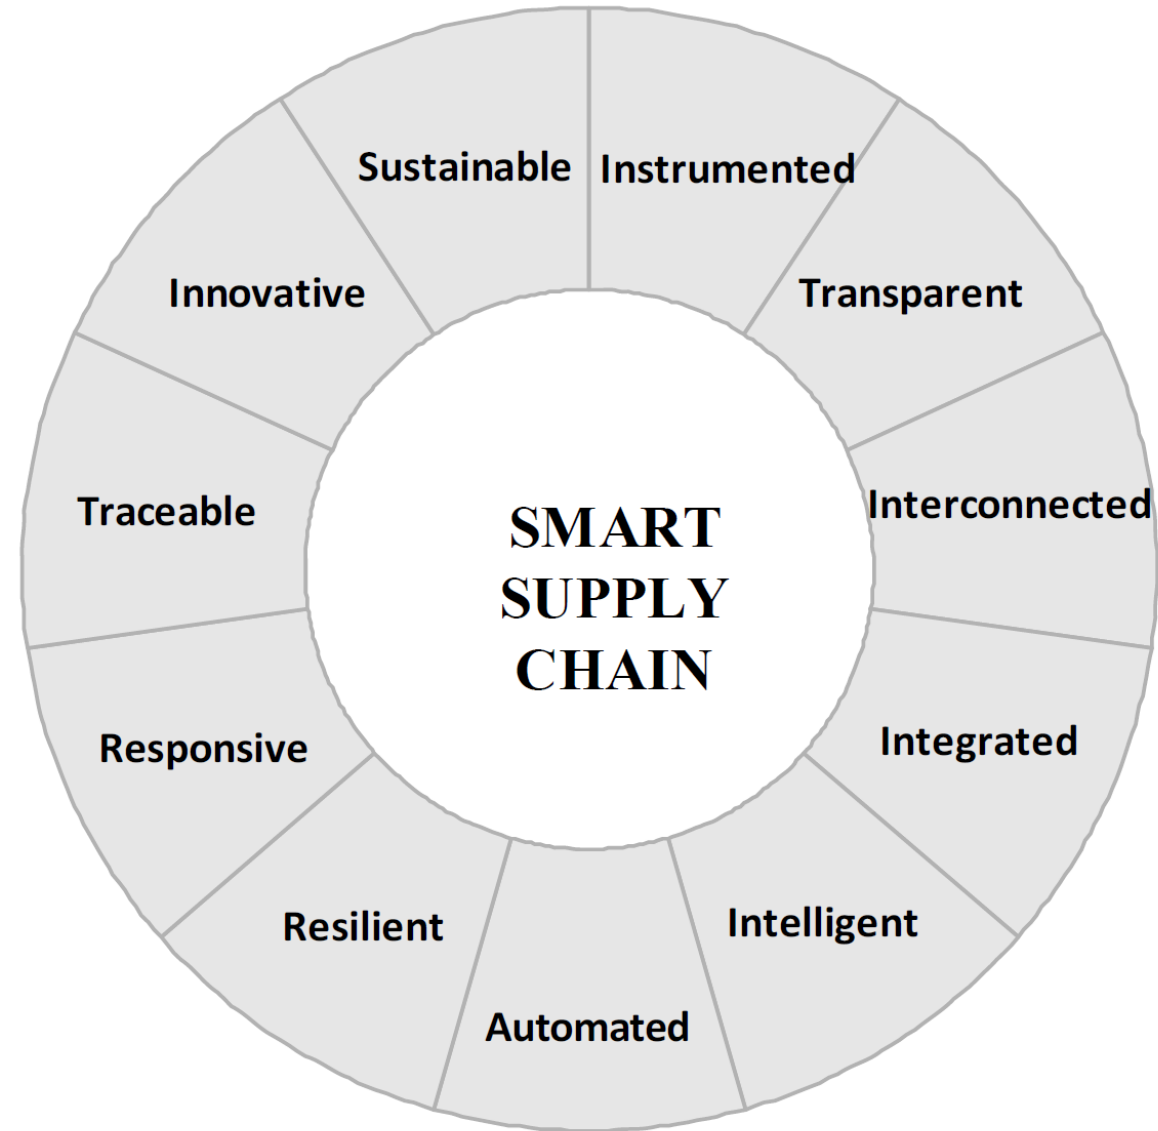 Sustainable
Instrumented
Innovative
Transparent
Traceable
Interconnected
SMART
SUPPLY
CHAIN
Responsive
Integrated
Resilient
Intelligent
Automated